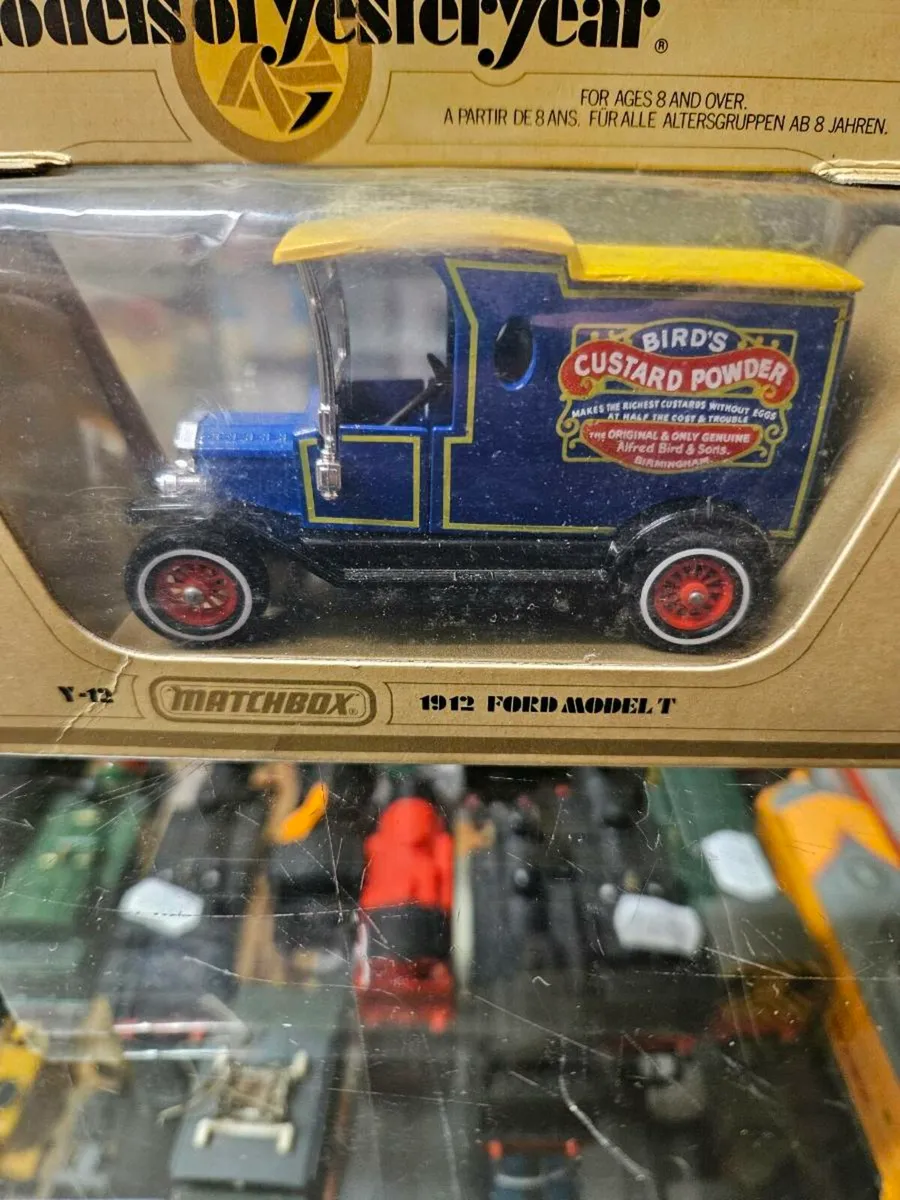 Models of Yesteryear®
FOR AGES 8 AND OVER.
A PARTIR DE 8 ANS. FÜR ALLE ALTERSGRUPPEN AB 8 JAHREN.
BIRD'S
CUSTARD POWDER
MAKES THE RICHEST CUSTARDS WITHOUT EGGS
AT HALF THE COST & TROUBLE
THE ORIGINAL & ONLY GENUINE
Alfred Bird & Sons.
BIRMINGHAM
Y-12 MATCHBOX® 1912 FORD MODEL T